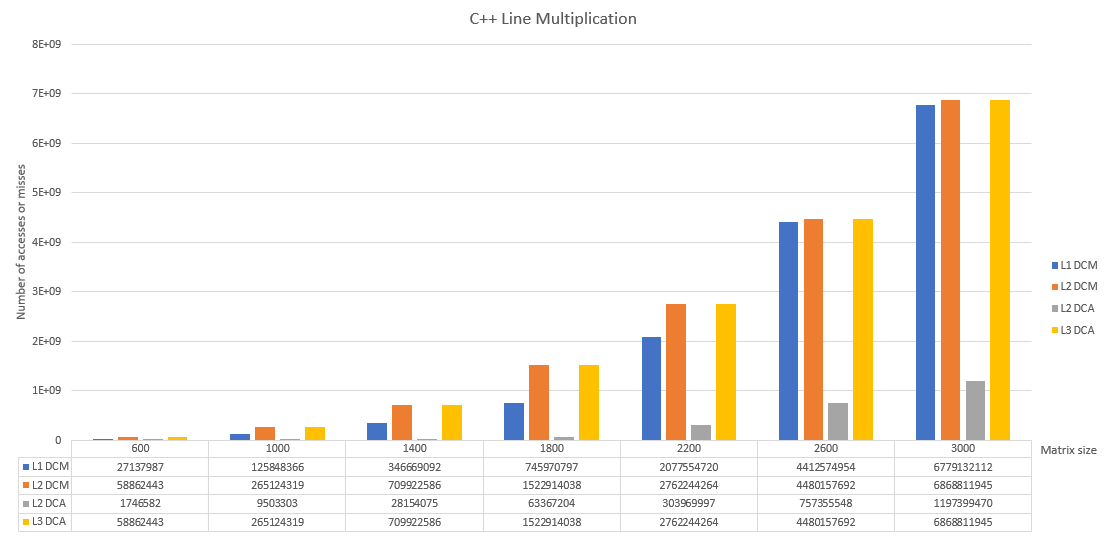 C++ Line Multiplication
8E+09
7E+09
6E+09
5E+09
4E+09
3E+09
2E+09
1E+09
0
Number of accesses or misses
L1 DCM
L2 DCM
L2 DCA
L3 DCA
600 1000 1400 1800 2200 2600 3000 Matrix size
L1 DCM 27137987 125848366 346669092 745970797 2077554720 4412574954 6779132112
L2 DCM 58862443 265124319 709922586 1522914038 2762244264 4480157692 6868811945
L2 DCA 1746582 9503303 28154075 63367204 303969997 757355548 1197399470
L3 DCA 58862443 265124319 709922586 1522914038 2762244264 4480157692 6868811945